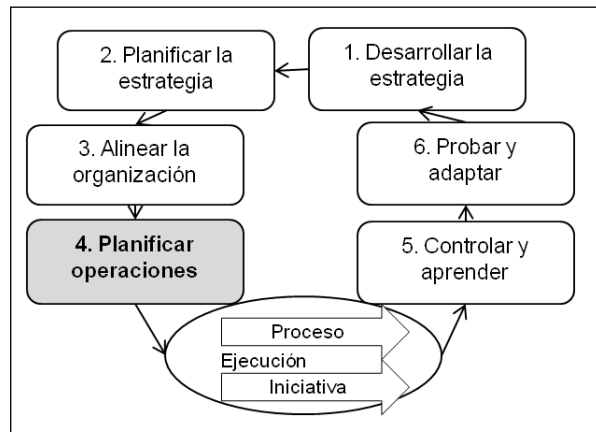 1. Desarrollar la
estrategia
2. Planificar la
estrategia
3. Alinear la
organización
4. Planificar
operaciones
Proceso
Ejecución
Iniciativa
5. Controlar y
aprender
6. Probar y
adaptar